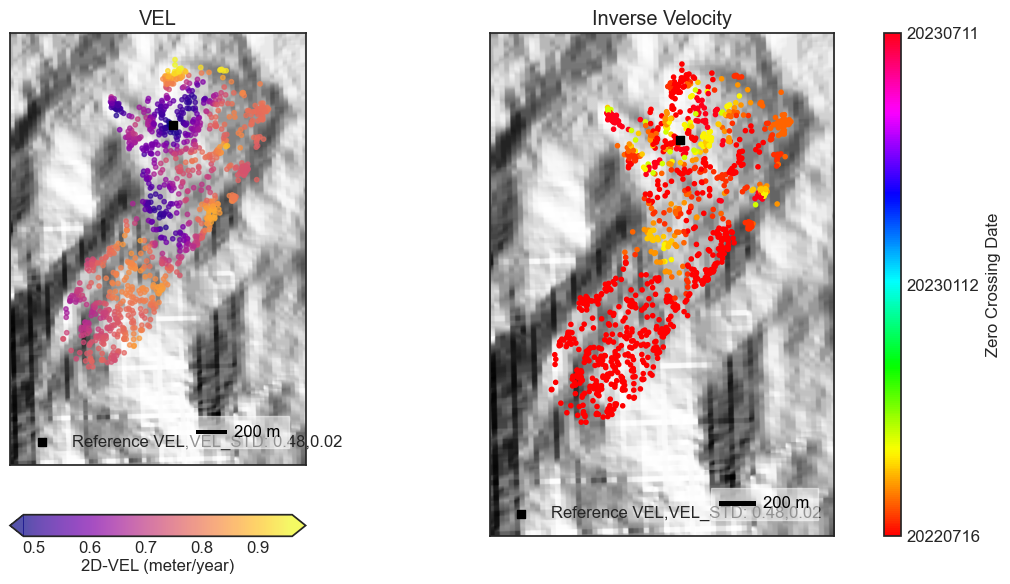 VEL
Inverse Velocity
200 m
Reference VEL,VEL_STD: 0.48,0.02
0.5 0.6 0.7 0.8 0.9
2D-VEL (meter/year)
200 m
Reference VEL,VEL_STD: 0.48,0.02
20230711
20230112
20220716
Zero Crossing Date